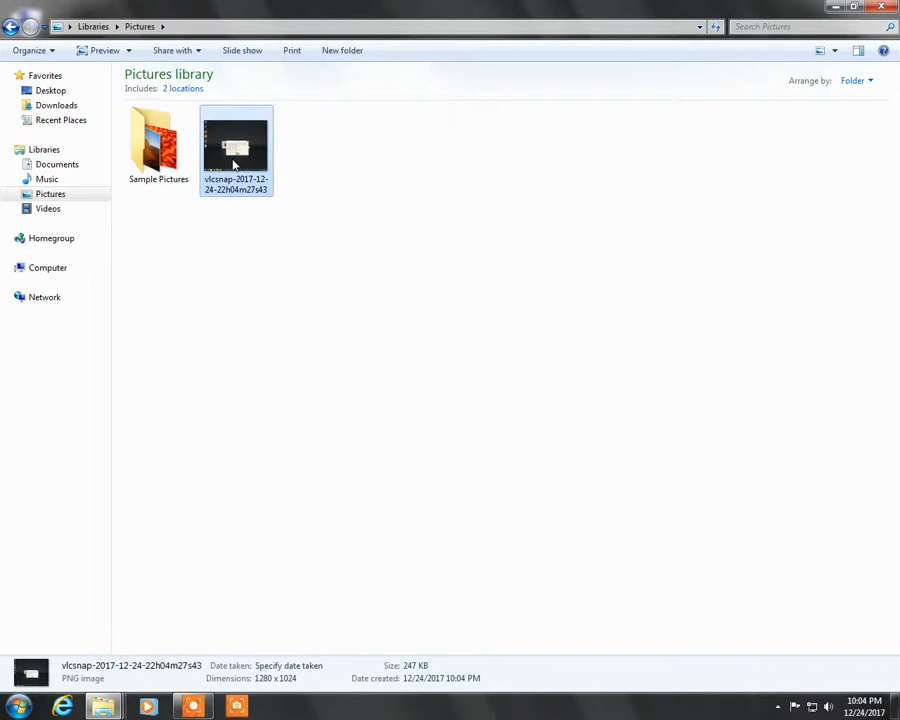 Libraries ▸ Pictures ▸
Search Pictures
Organize Preview Share with Slide show Print New folder
Favorites
Desktop
Downloads
Recent Places
Libraries
Documents
Music
Pictures
Videos
Homegroup
Computer
Network
Pictures library
Includes: 2 locations
Arrange by: Folder
Sample Pictures
vlcsnap-2017-12-
24-22h04m27s43
vlcsnap-2017-12-24-22h04m27s43 Date taken: Specify date taken Size: 247 KB
PNG image Dimensions: 1280 x 1024 Date created: 12/24/2017 10:04 PM
10:04 PM
12/24/2017